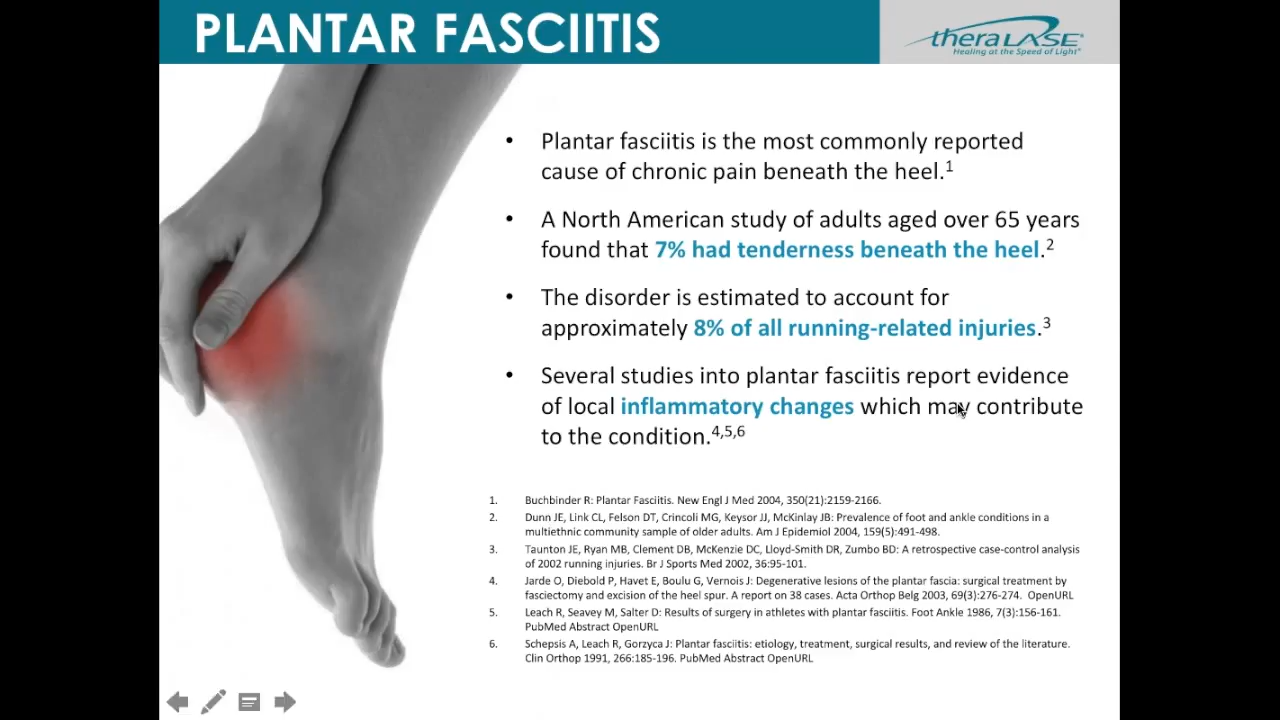 PLANTAR FASCIITIS
theraLASE®
Healing at the Speed of Light®
• Plantar fasciitis is the most commonly reported
cause of chronic pain beneath the heel.1
• A North American study of adults aged over 65 years
found that 7% had tenderness beneath the heel.2
• The disorder is estimated to account for
approximately 8% of all running-related injuries.3
• Several studies into plantar fasciitis report evidence
of local inflammatory changes which may contribute
to the condition.4,5,6
1. Buchbinder R: Plantar Fasciitis. New Engl J Med 2004, 350(21):2159-2166.
2. Dunn JE, Link CL, Felson DT, Crincoli MG, Keysor JJ, McKinlay JB: Prevalence of foot and ankle conditions in a
multiethnic community sample of older adults. Am J Epidemiol 2004, 159(5):491-498.
3. Taunton JE, Ryan MB, Clement DB, McKenzie DC, Lloyd-Smith DR, Zumbo BD: A retrospective case-control analysis
of 2002 running injuries. Br J Sports Med 2002, 36:95-101.
4. Jarde O, Diebold P, Havet E, Boulu G, Vernois J: Degenerative lesions of the plantar fascia: surgical treatment by
fasciectomy and excision of the heel spur. A report on 38 cases. Acta Orthop Belg 2003, 69(3):276-274. OpenURL
5. Leach R, Seavey M, Salter D: Results of surgery in athletes with plantar fasciitis. Foot Ankle 1986, 7(3):156-161.
PubMed Abstract OpenURL
6. Schepsis A, Leach R, Gorzyca J: Plantar fasciitis: etiology, treatment, surgical results, and review of the literature.
Clin Orthop 1991, 266:185-196. PubMed Abstract OpenURL